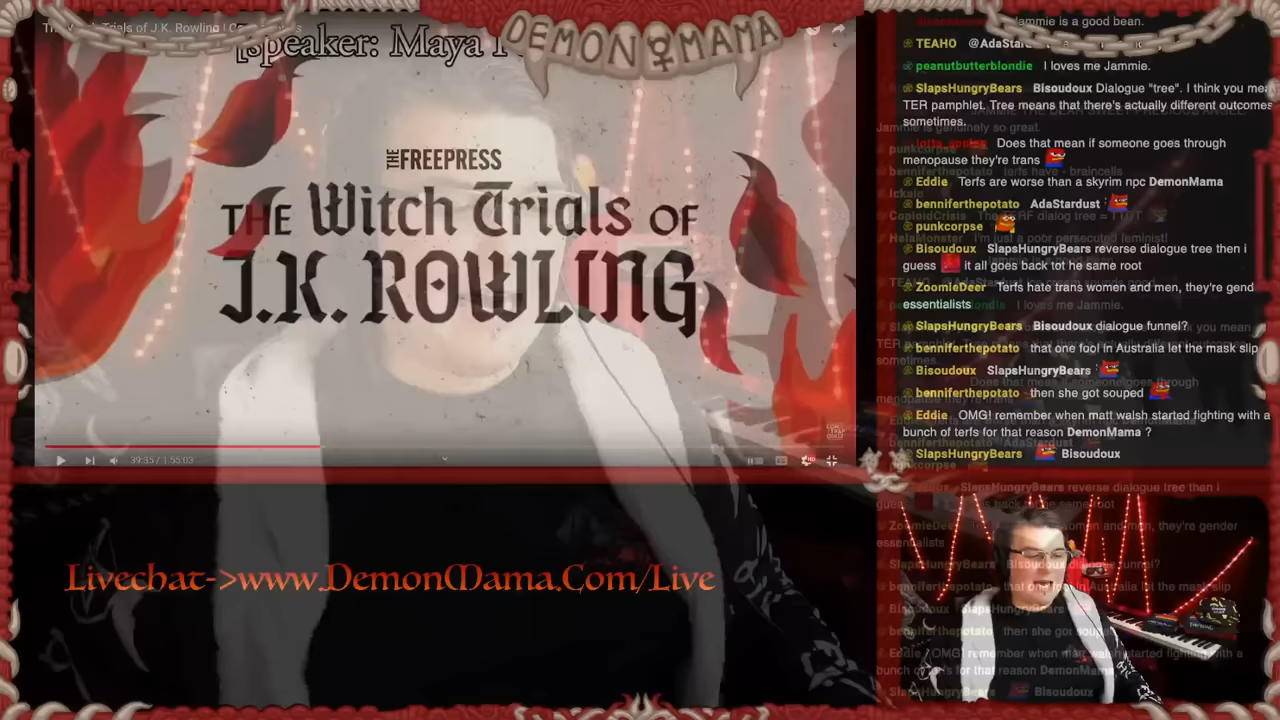 The Witch Trials of J.K. Rowling | Co
[speaker: Maya
DEMON MAMA
THE FREE PRESS
THE Witch Trials OF
J.K. ROWLING
39:35 / 1:55:03
Livechat->www.DemonMama.Com/Live
Jammie is a good bean.
TEAHO @AdaStard
peanutbutterblondie I loves me Jammie.
SlapsHungryBears Bisoudoux Dialogue "tree". I think you mean
TER pamphlet. Tree means that there's actually different outcomes
sometimes.
Does that mean if someone goes through
menopause they're trans
Eddie Terfs are worse than a skyrim npc DemonMama
benniferthepotato AdaStardust
punkcorpse
Bisoudoux SlapsHungryBears reverse dialogue tree then i
guess it all goes back tot he same root
ZoomieDeer Terfs hate trans women and men, they're gend
essentialists
SlapsHungryBears Bisoudoux dialogue funnel?
benniferthepotato that one fool in Australia let the mask slip
Bisoudoux SlapsHungryBears
benniferthepotato then she got souped
Eddie OMG! remember when matt walsh started fighting with a
bunch of terfs for that reason DemonMama ?
SlapsHungryBears Bisoudoux